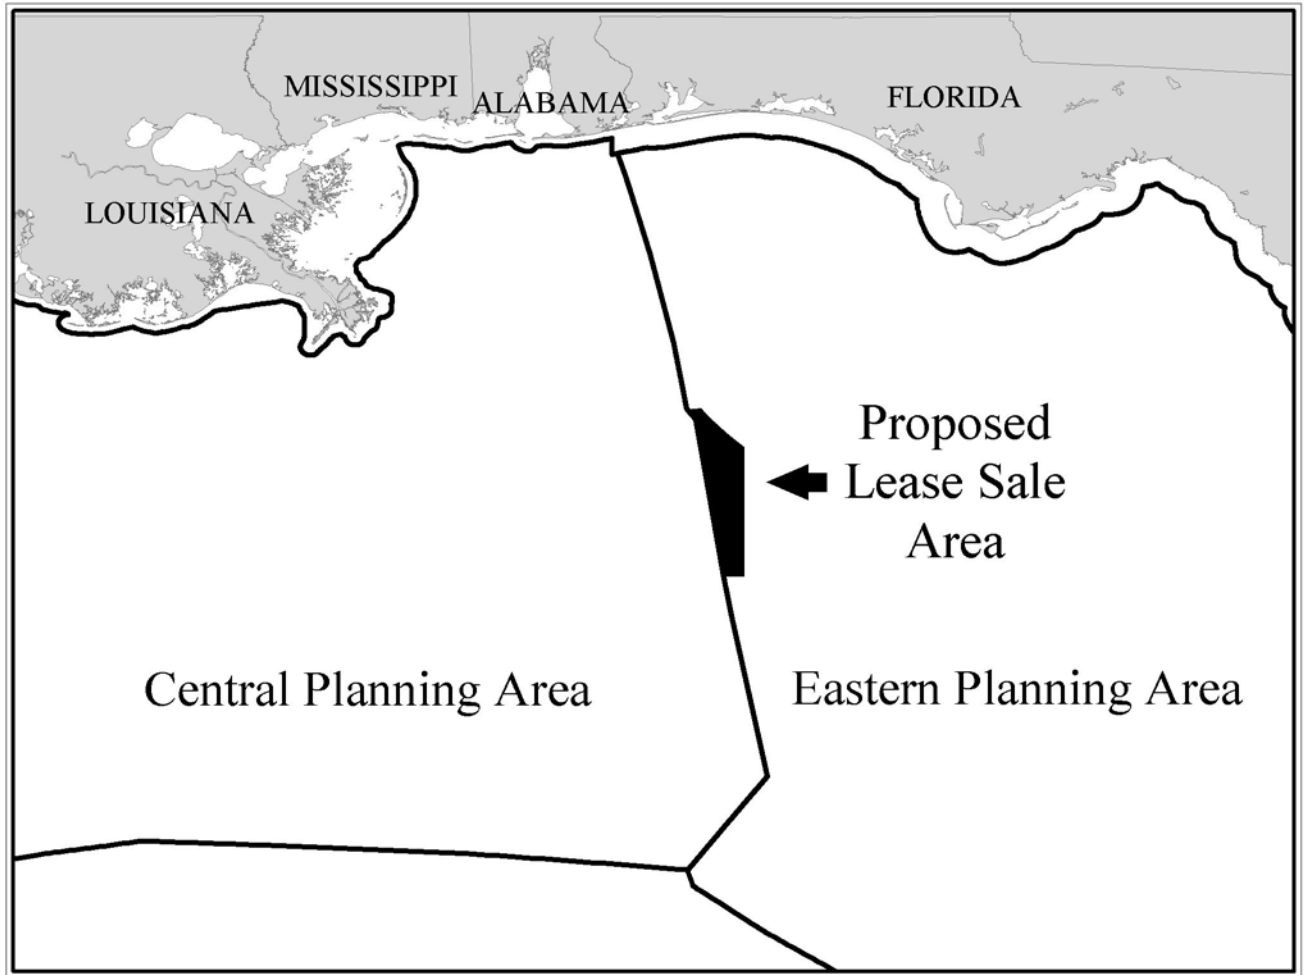 MISSISSIPPI
ALABAMA
FLORIDA
LOUISIANA
Proposed
Lease Sale
Area
Central Planning Area
Eastern Planning Area